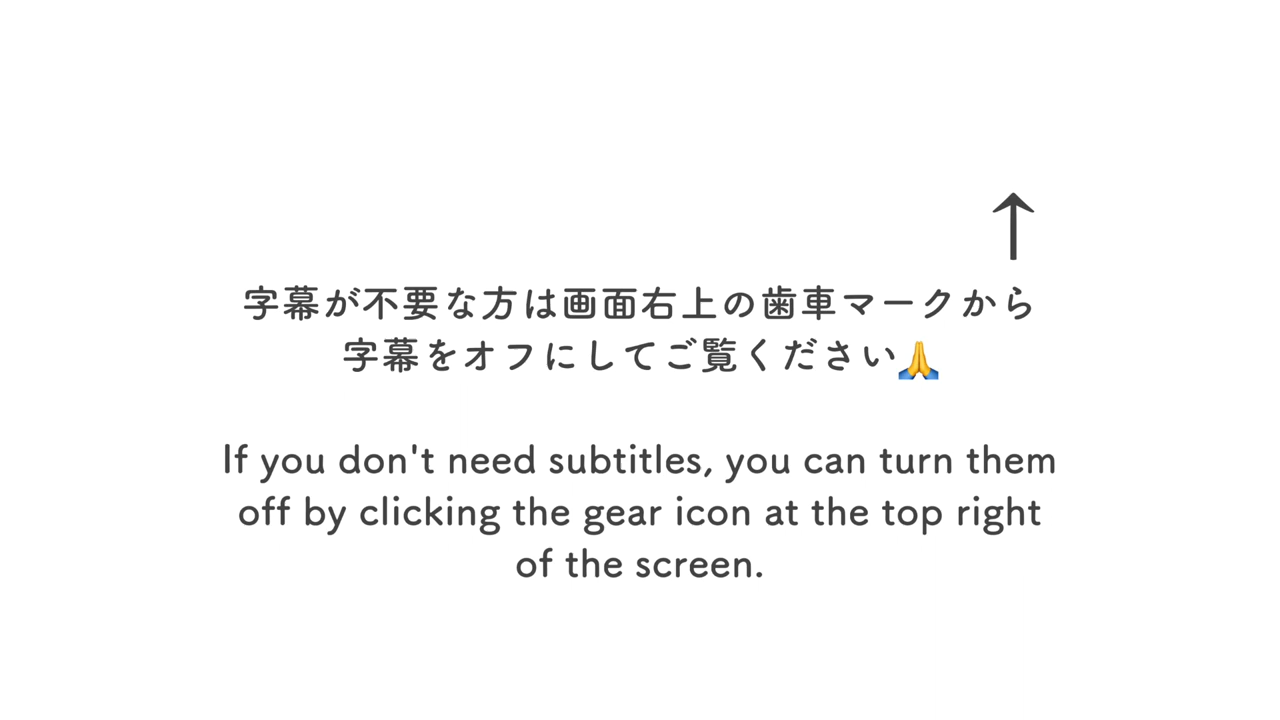 ↑
字幕が不要な方は画面右上の歯車マークから
字幕をオフにしてご覧ください🙏
If you don't need subtitles, you can turn them
off by clicking the gear icon at the top right
of the screen.